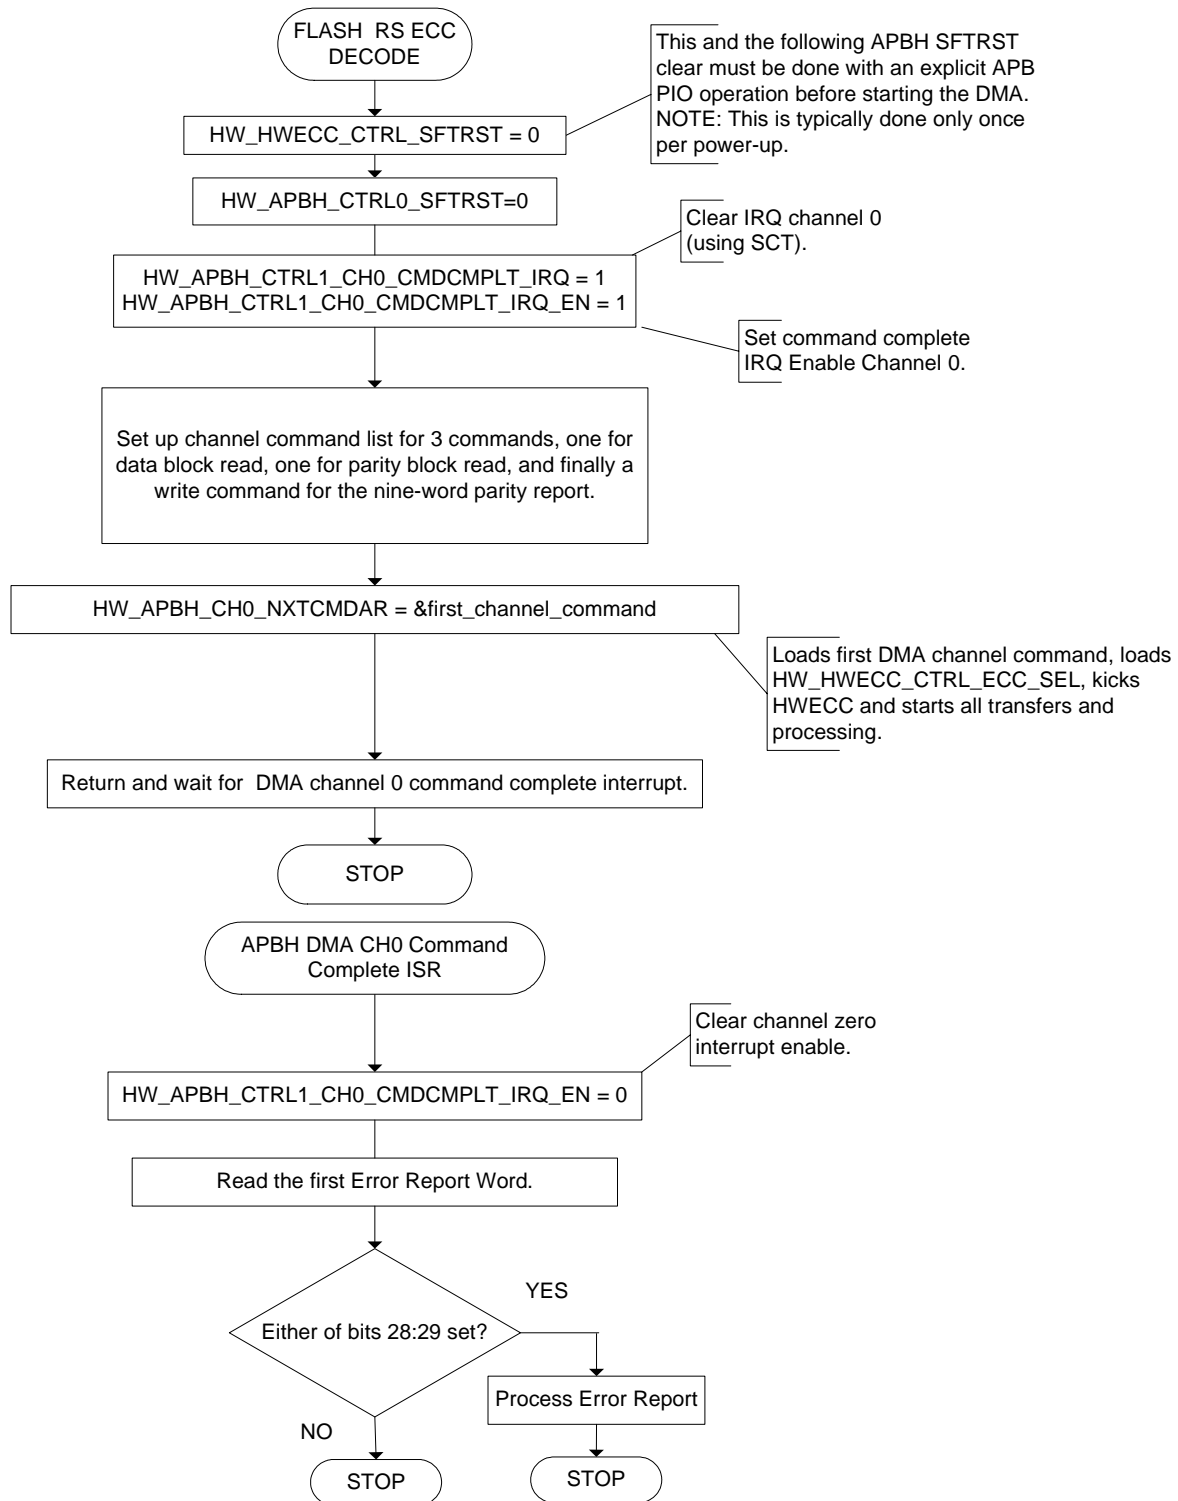 FLASH RS ECC
DECODE
This and the following APBH SFTRST
clear must be done with an explicit APB
PIO operation before starting the DMA.
NOTE: This is typically done only once
per power-up.
HW_HWECC_CTRL_SFTRST = 0
HW_APBH_CTRL0_SFTRST=0
Clear IRQ channel 0
(using SCT).
HW_APBH_CTRL1_CH0_CMDCMPLT_IRQ = 1
HW_APBH_CTRL1_CH0_CMDCMPLT_IRQ_EN = 1
Set command complete
IRQ Enable Channel 0.
Set up channel command list for 3 commands, one for
data block read, one for parity block read, and finally a
write command for the nine-word parity report.
HW_APBH_CH0_NXTCMDAR = &first_channel_command
Loads first DMA channel command, loads
HW_HWECC_CTRL_ECC_SEL, kicks
HWECC and starts all transfers and
processing.
Return and wait for DMA channel 0 command complete interrupt.
STOP
APBH DMA CH0 Command
Complete ISR
Clear channel zero
interrupt enable.
HW_APBH_CTRL1_CH0_CMDCMPLT_IRQ_EN = 0
Read the first Error Report Word.
YES
Either of bits 28:29 set?
Process Error Report
NO
STOP
STOP